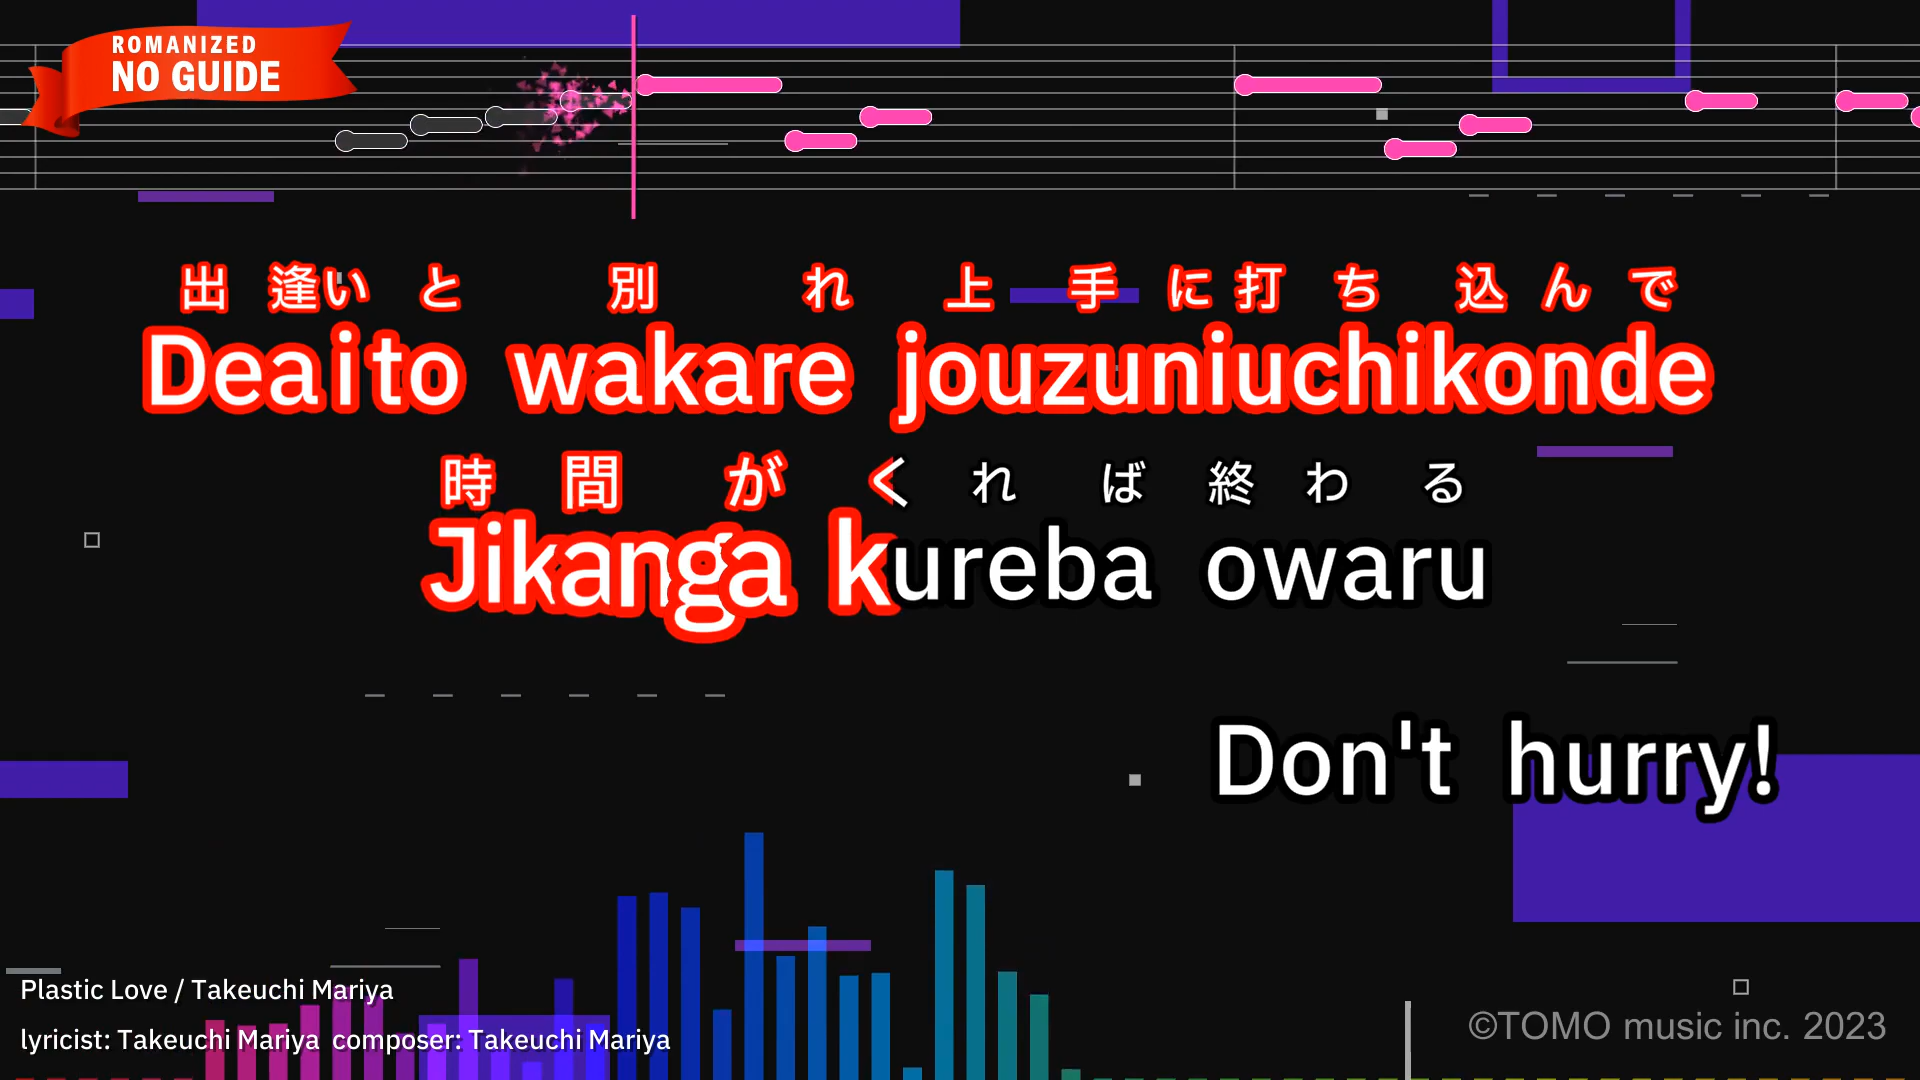 ROMANIZED
NO GUIDE
出逢いと別れ上手に打ち込んで
Deaito wakare jouzuniuchikonde
時間がくれば終わる
Jikanga kureba owaru
Don't hurry!
Plastic Love / Takeuchi Mariya
lyricist: Takeuchi Mariya composer: Takeuchi Mariya
©TOMO music inc. 2023